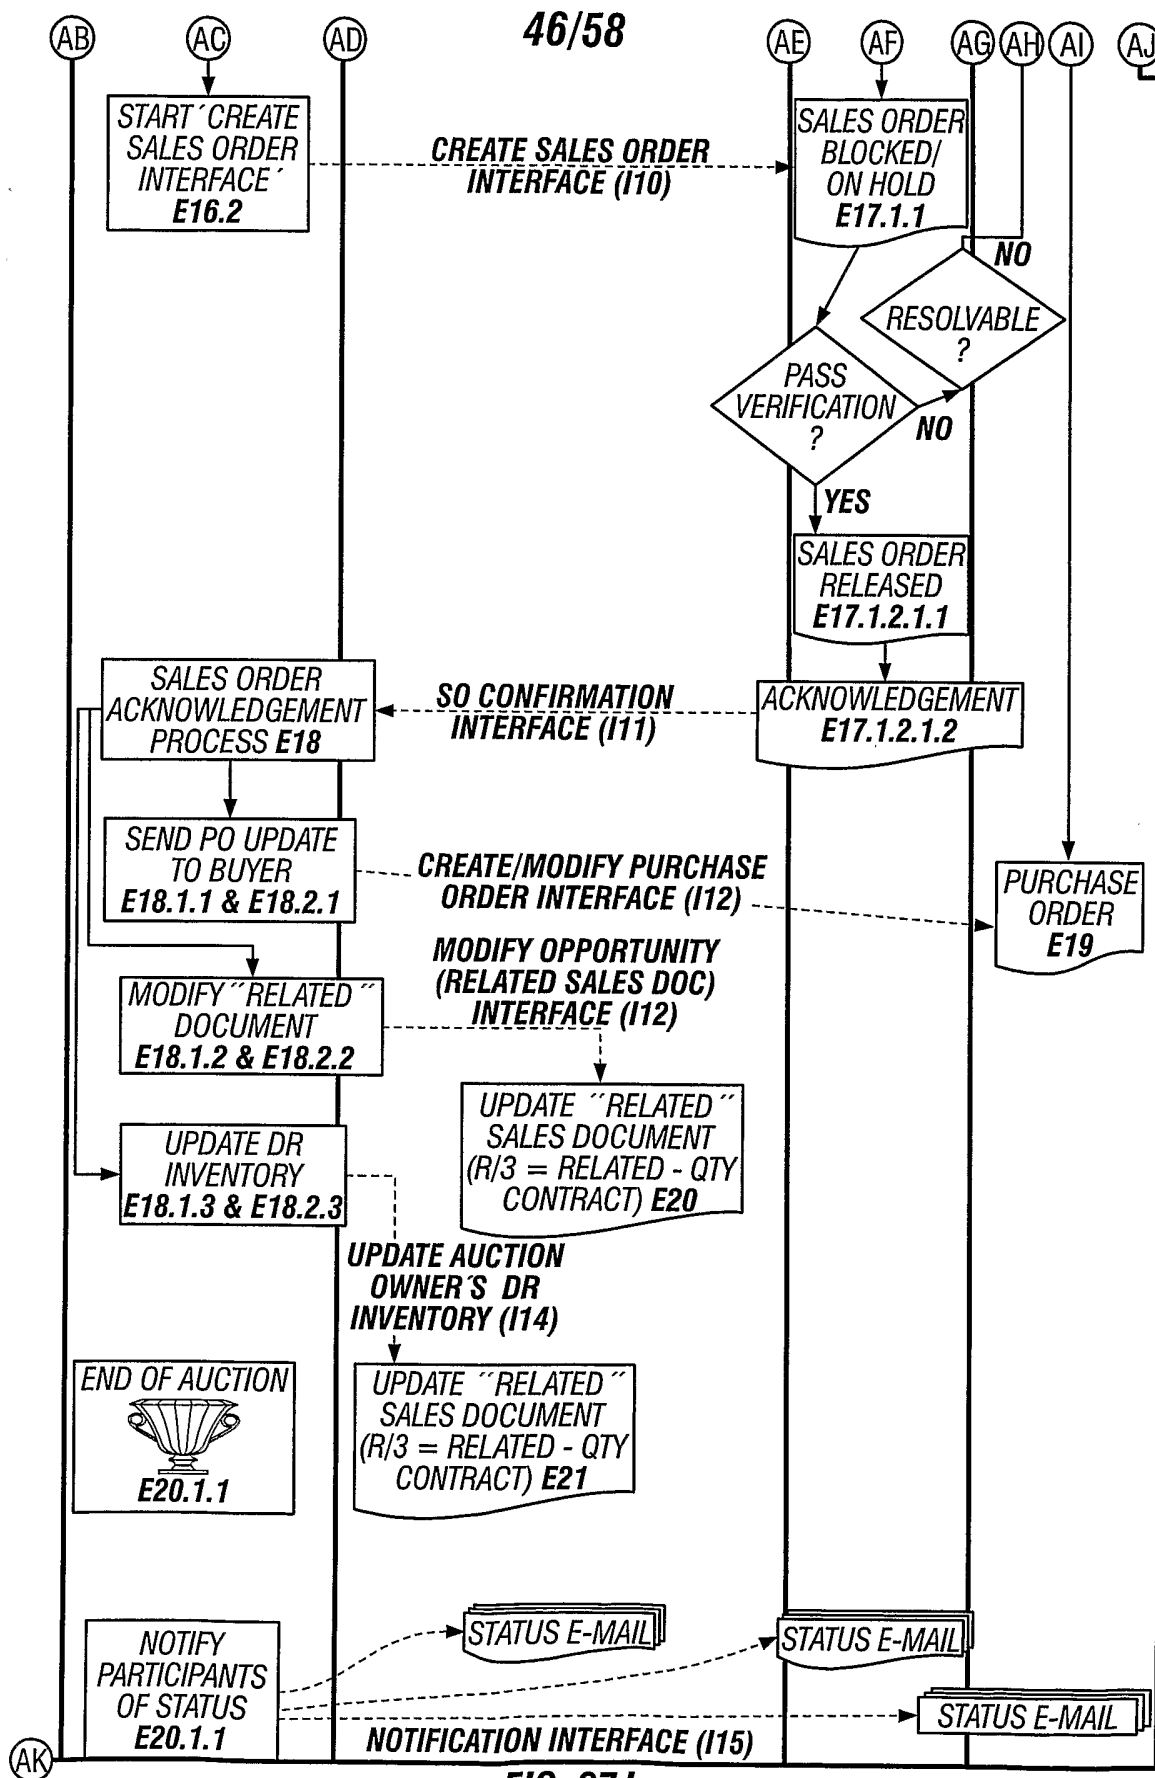 46/58
AB
AC
AD
AE
AF
AG
AH
AI
AJ
START ´CREATE
SALES ORDER
INTERFACE´
E16.2
CREATE SALES ORDER
INTERFACE (I10)
SALES ORDER
BLOCKED/
ON HOLD
E17.1.1
NO
RESOLVABLE
?
PASS
VERIFICATION
?
NO
YES
SALES ORDER
RELEASED
E17.1.2.1.1
SALES ORDER
ACKNOWLEDGEMENT
PROCESS E18
SO CONFIRMATION
INTERFACE (I11)
ACKNOWLEDGEMENT
E17.1.2.1.2
SEND PO UPDATE
TO BUYER
E18.1.1 & E18.2.1
CREATE/MODIFY PURCHASE
ORDER INTERFACE (I12)
PURCHASE
ORDER
E19
MODIFY OPPORTUNITY
(RELATED SALES DOC)
INTERFACE (I12)
MODIFY ˝RELATED˝
DOCUMENT
E18.1.2 & E18.2.2
UPDATE ˝RELATED˝
SALES DOCUMENT
(R/3 = RELATED - QTY
CONTRACT) E20
UPDATE DR
INVENTORY
E18.1.3 & E18.2.3
UPDATE AUCTION
OWNER´S DR
INVENTORY (I14)
END OF AUCTION
E20.1.1
UPDATE ˝RELATED˝
SALES DOCUMENT
(R/3 = RELATED - QTY
CONTRACT) E21
NOTIFY
PARTICIPANTS
OF STATUS
E20.1.1
STATUS E-MAIL
STATUS E-MAIL
STATUS E-MAIL
NOTIFICATION INTERFACE (I15)
AK